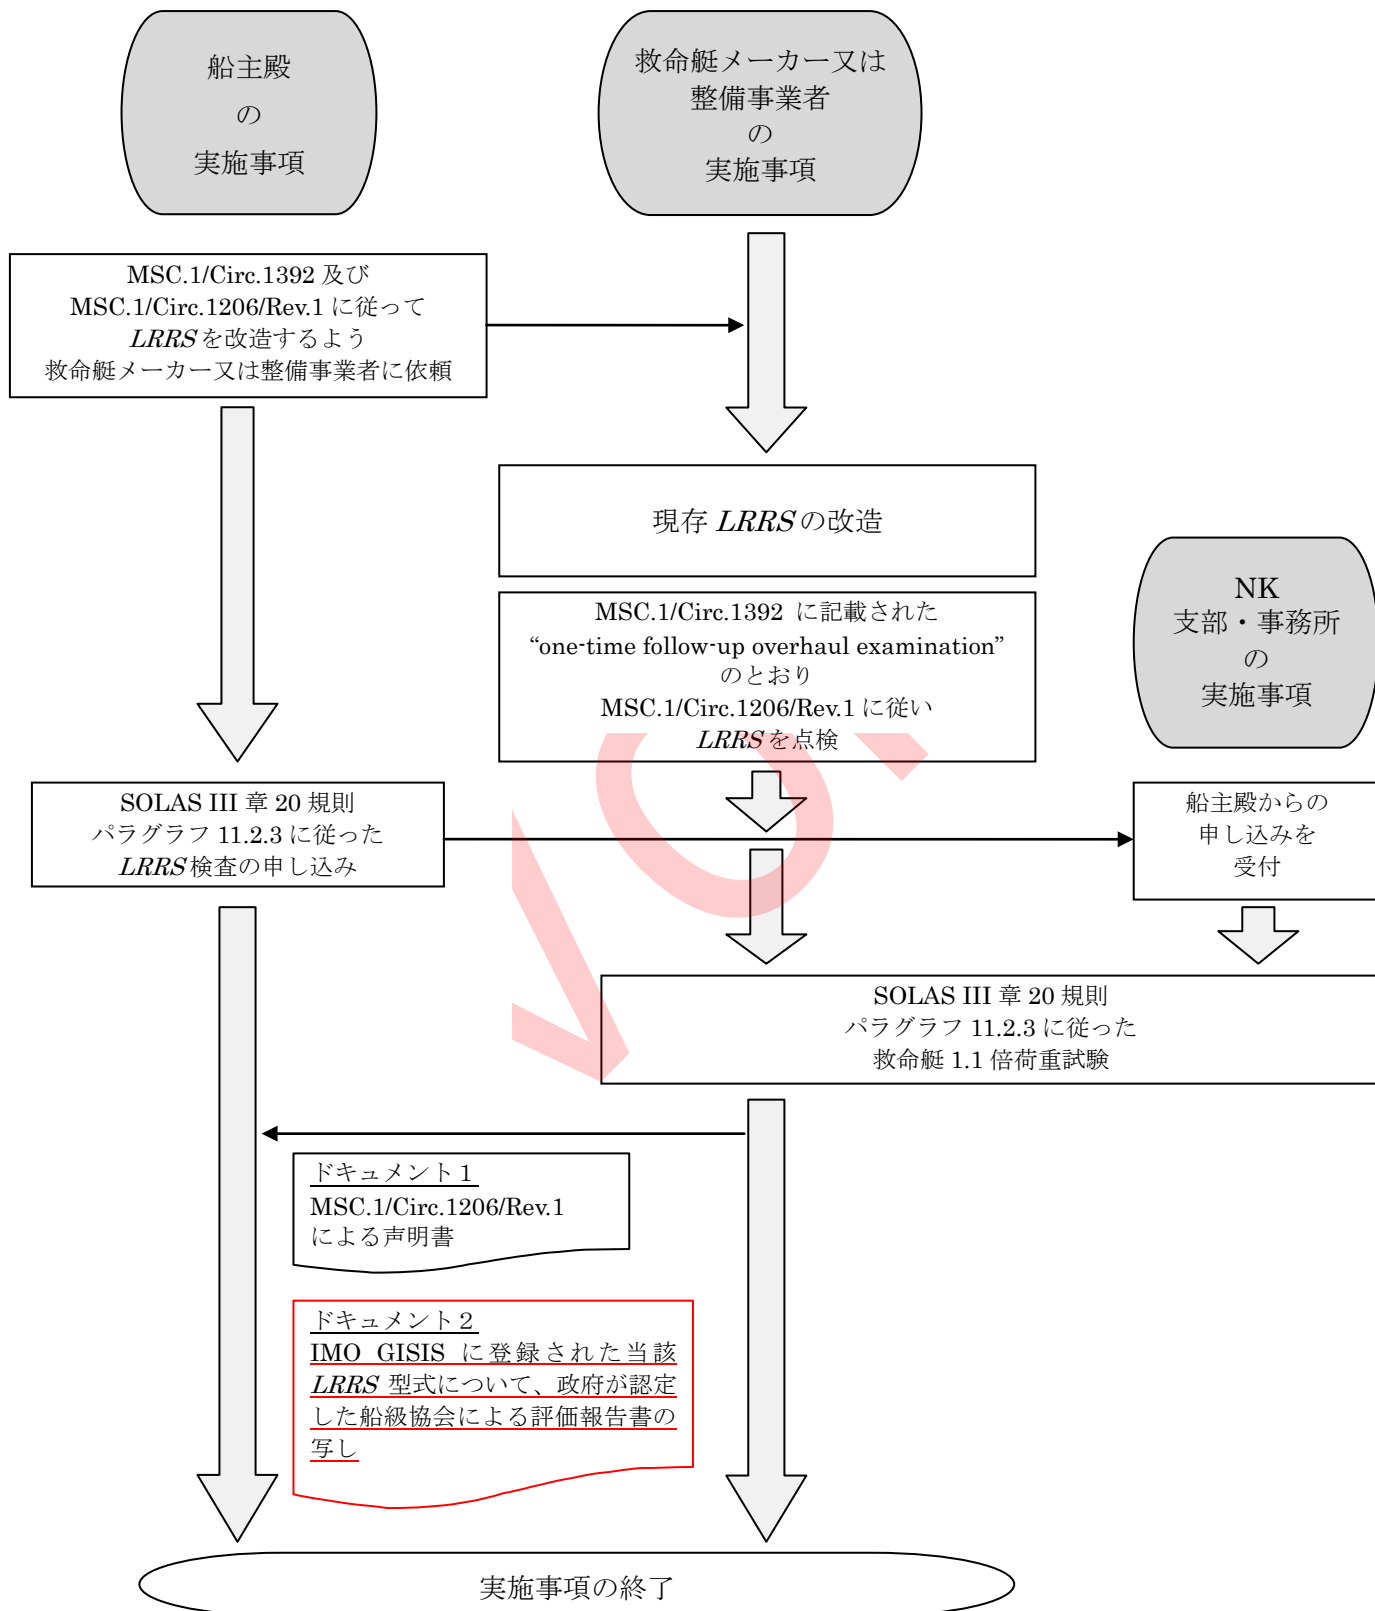 船主殿
の
実施事項
救命艇メーカー又は
整備事業者
の
実施事項
MSC.1/Circ.1392 及び
MSC.1/Circ.1206/Rev.1 に従って
LRRS を改造するよう
救命艇メーカー又は整備事業者に依頼
現存 LRRS の改造
MSC.1/Circ.1392 に記載された
“one-time follow-up overhaul examination”
のとおり
MSC.1/Circ.1206/Rev.1 に従い
LRRS を点検
NK
支部・事務所
の
実施事項
SOLAS III 章 20 規則
パラグラフ 11.2.3 に従った
LRRS 検査の申し込み
船主殿からの
申し込みを
受付
SOLAS III 章 20 規則
パラグラフ 11.2.3 に従った
救命艇 1.1 倍荷重試験
ドキュメント１
MSC.1/Circ.1206/Rev.1
による声明書
ドキュメント２
IMO GISIS に登録された当該
LRRS 型式について、政府が認定
した船級協会による評価報告書の
写し
実施事項の終了